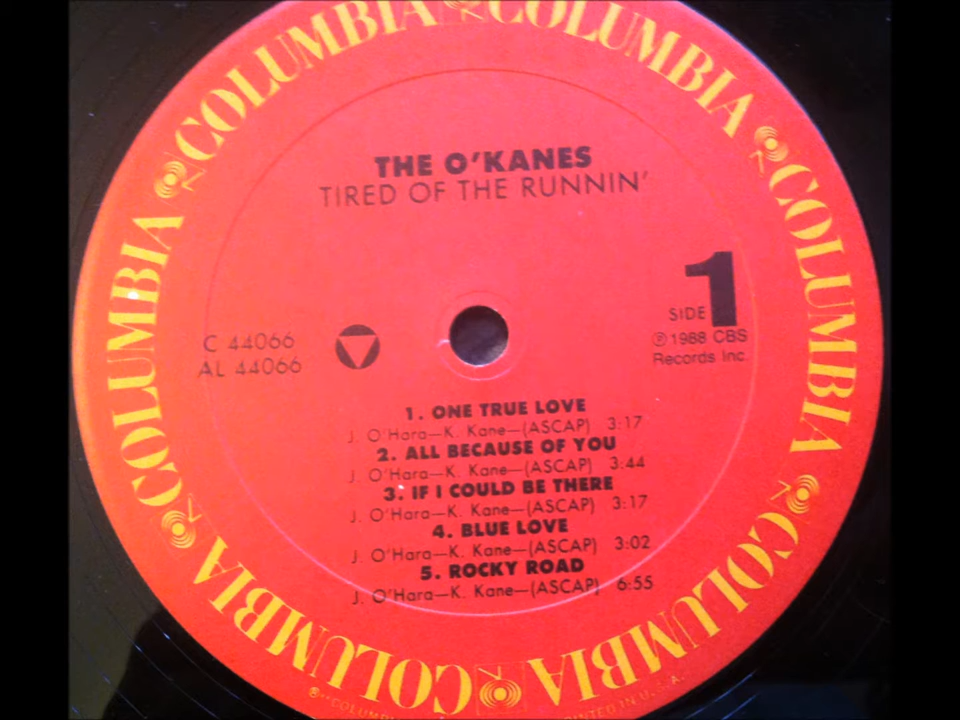 COLUMBIA COLUMBIA COLUMBIA COLUMBIA COLUMBIA COLUMBIA COLUMBIA COLUMBIA
THE O'KANES
TIRED OF THE RUNNIN'
SIDE 1
C 44066
AL 44066
Ⓟ 1988 CBS
Records Inc.
1. ONE TRUE LOVE
J. O'Hara—K. Kane—(ASCAP) 3:17
2. ALL BECAUSE OF YOU
J. O'Hara—K. Kane—(ASCAP) 3:44
3. IF I COULD BE THERE
J. O'Hara—K. Kane—(ASCAP) 3:17
4. BLUE LOVE
J. O'Hara—K. Kane—(ASCAP) 3:02
5. ROCKY ROAD
J. O'Hara—K. Kane—(ASCAP) 6:55